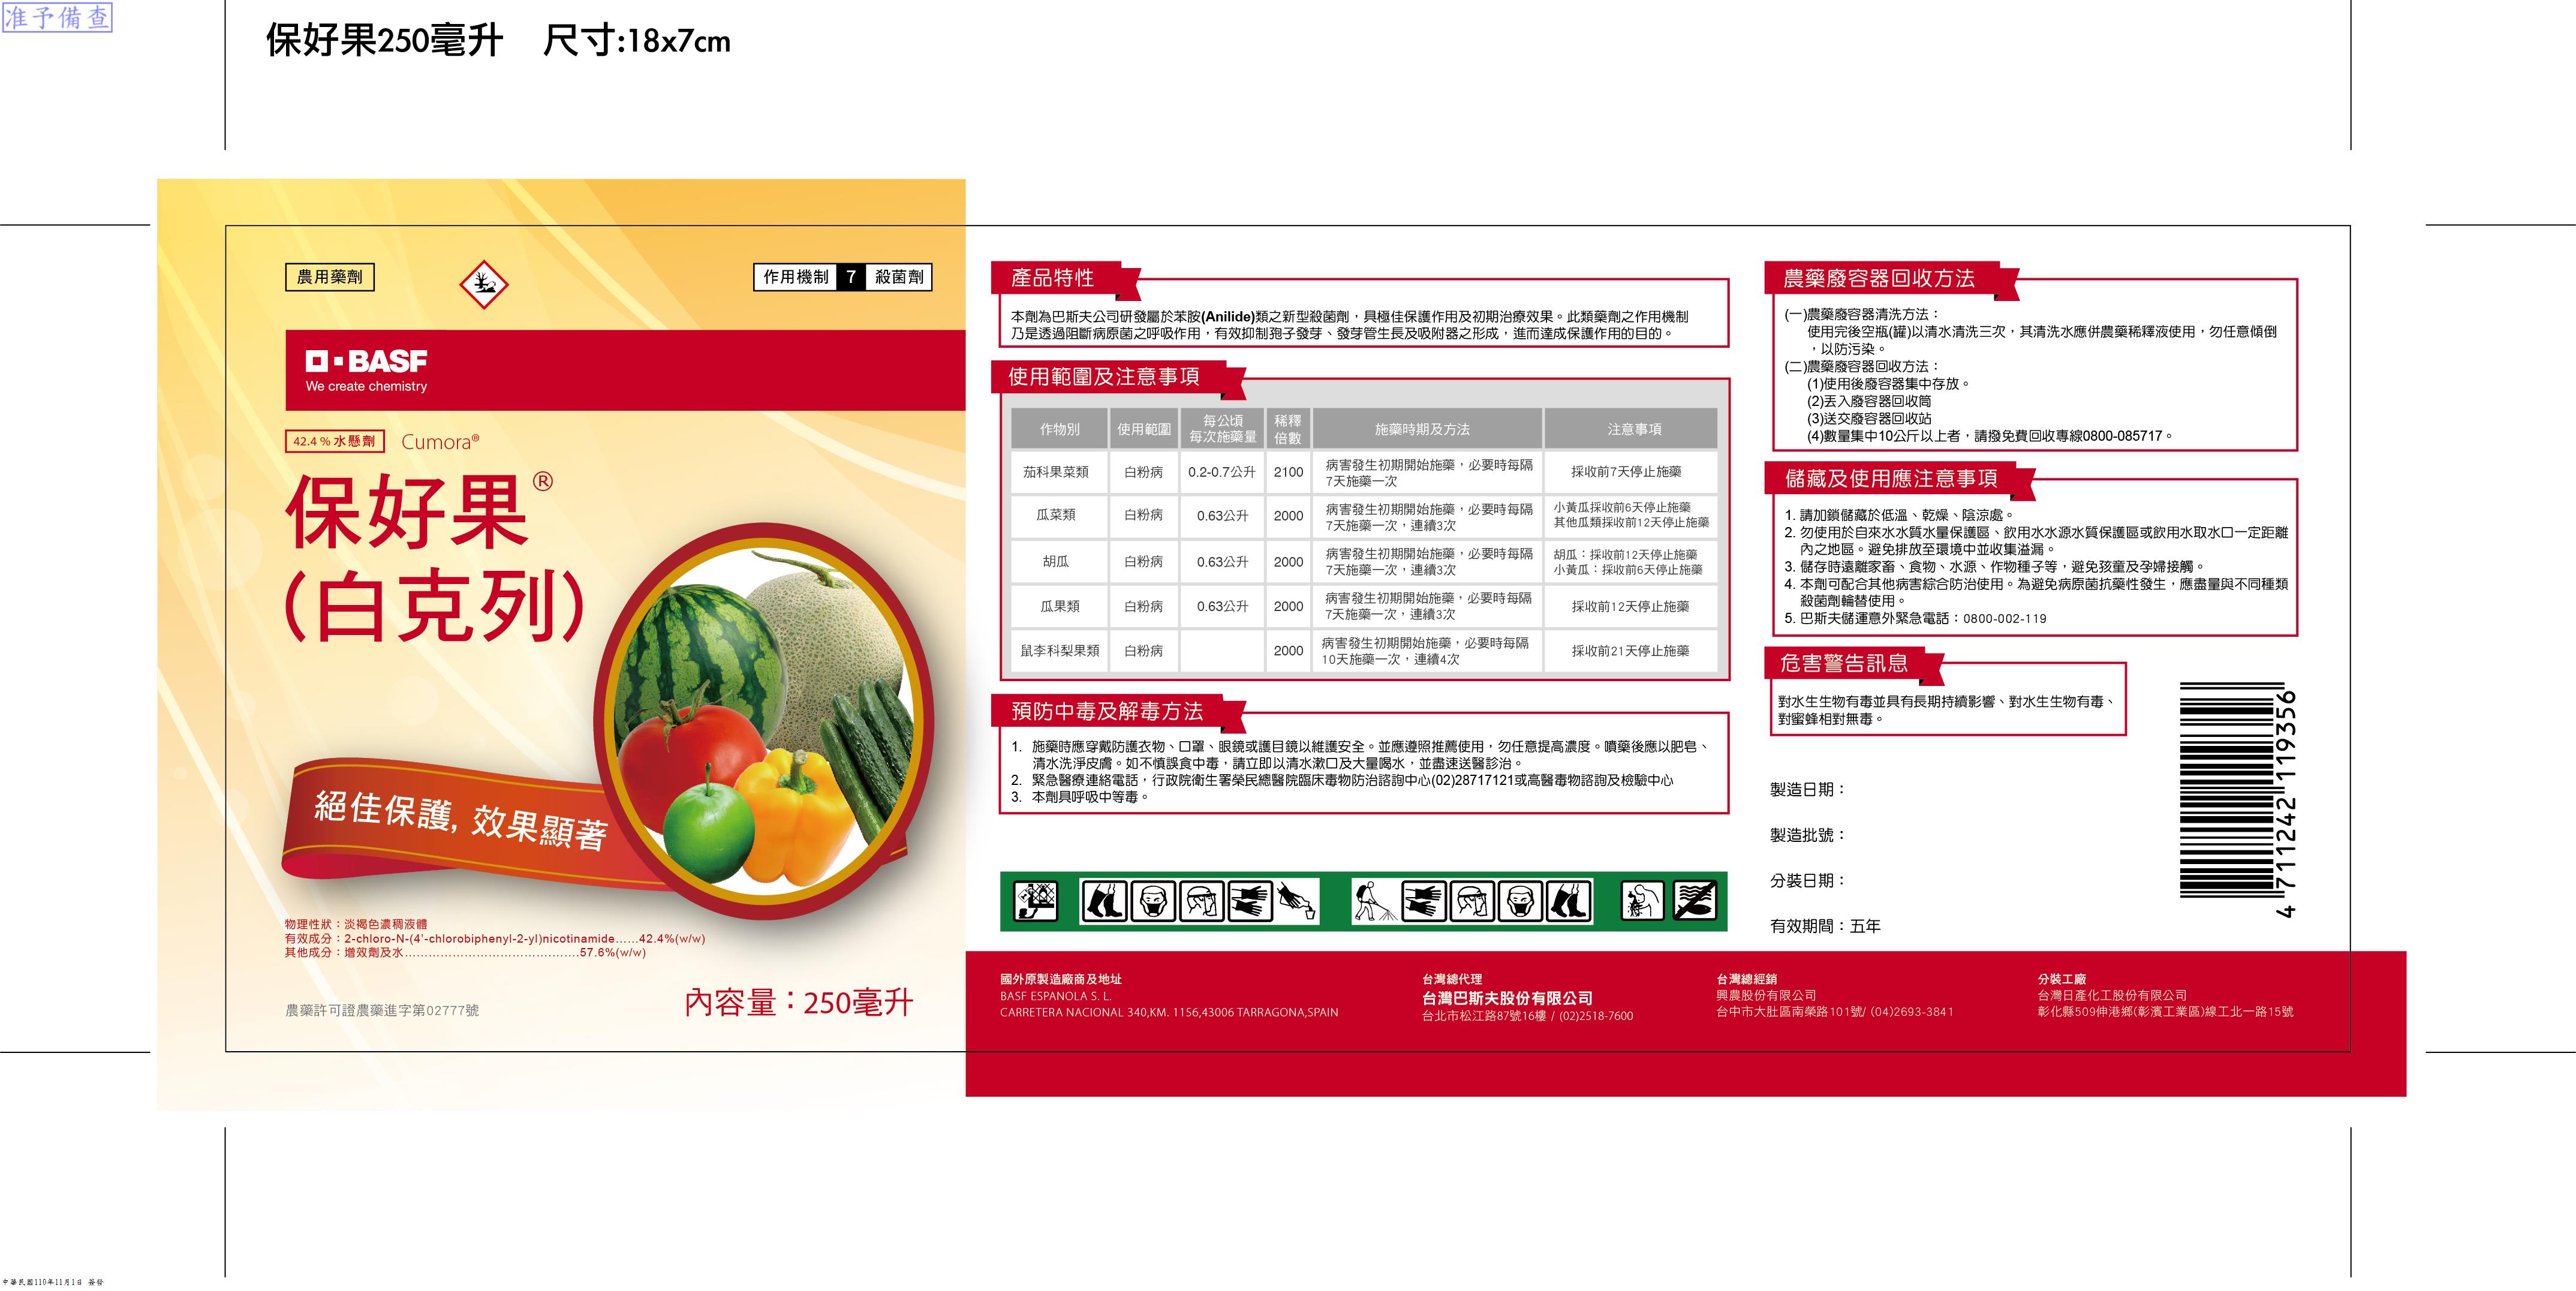 准予備查
保好果250毫升　尺寸:18x7cm
農用藥劑
作用機制 7 殺菌劑
BASF
We create chemistry
42.4 % 水懸劑 Cumora®
保好果®
(白克列)
絕佳保護, 效果顯著
物理性狀：淡褐色濃稠液體
有效成分：2-chloro-N-(4'-chlorobiphenyl-2-yl)nicotinamide......42.4%(w/w)
其他成分：增效劑及水............................................57.6%(w/w)
農藥許可證農藥進字第02777號
內容量：250毫升
產品特性
本劑為巴斯夫公司研發屬於苯胺(Anilide)類之新型殺菌劑，具極佳保護作用及初期治療效果。此類藥劑之作用機制
乃是透過阻斷病原菌之呼吸作用，有效抑制孢子發芽、發芽管生長及吸附器之形成，進而達成保護作用的目的。
使用範圍及注意事項
作物別 使用範圍 每公頃每次施藥量 稀釋倍數 施藥時期及方法 注意事項
茄科果菜類 白粉病 0.2-0.7公升 2100 病害發生初期開始施藥，必要時每隔7天施藥一次 採收前7天停止施藥
瓜菜類 白粉病 0.63公升 2000 病害發生初期開始施藥，必要時每隔7天施藥一次，連續3次 小黃瓜採收前6天停止施藥 其他瓜類採收前12天停止施藥
胡瓜 白粉病 0.63公升 2000 病害發生初期開始施藥，必要時每隔7天施藥一次，連續3次 胡瓜：採收前12天停止施藥 小黃瓜：採收前6天停止施藥
瓜果類 白粉病 0.63公升 2000 病害發生初期開始施藥，必要時每隔7天施藥一次，連續3次 採收前12天停止施藥
鼠李科梨果類 白粉病 2000 病害發生初期開始施藥，必要時每隔10天施藥一次，連續4次 採收前21天停止施藥
預防中毒及解毒方法
1. 施藥時應穿戴防護衣物、口罩、眼鏡或護目鏡以維護安全。並應遵照推薦使用，勿任意提高濃度。噴藥後應以肥皂、
清水洗淨皮膚。如不慎誤食中毒，請立即以清水漱口及大量喝水，並盡速送醫診治。
2. 緊急醫療連絡電話，行政院衛生署榮民總醫院臨床毒物防治諮詢中心(02)28717121或高醫毒物諮詢及檢驗中心
3. 本劑具呼吸中等毒。
農藥廢容器回收方法
(一)農藥廢容器清洗方法：
使用完後空瓶(罐)以清水清洗三次，其清洗水應併農藥稀釋液使用，勿任意傾倒
，以防污染。
(二)農藥廢容器回收方法：
(1)使用後廢容器集中存放。
(2)丟入廢容器回收筒
(3)送交廢容器回收站
(4)數量集中10公斤以上者，請撥免費回收專線0800-085717。
儲藏及使用應注意事項
1. 請加鎖儲藏於低溫、乾燥、陰涼處。
2. 勿使用於自來水水質水量保護區、飲用水水源水質保護區或飲用水取水口一定距離
內之地區。避免排放至環境中並收集溢漏。
3. 儲存時遠離家畜、食物、水源、作物種子等，避免孩童及孕婦接觸。
4. 本劑可配合其他病害綜合防治使用。為避免病原菌抗藥性發生，應盡量與不同種類
殺菌劑輪替使用。
5. 巴斯夫儲運意外緊急電話：0800-002-119
危害警告訊息
對水生生物有毒並具有長期持續影響、對水生生物有毒、
對蜜蜂相對無毒。
製造日期：
製造批號：
分裝日期：
有效期間：五年
4 711242 119356
國外原製造廠商及地址
BASF ESPANOLA S. L.
CARRETERA NACIONAL 340,KM. 1156,43006 TARRAGONA,SPAIN
台灣總代理
台灣巴斯夫股份有限公司
台北市松江路87號16樓 / (02)2518-7600
台灣總經銷
興農股份有限公司
台中市大肚區南榮路101號/ (04)2693-3841
分裝工廠
台灣日產化工股份有限公司
彰化縣509伸港鄉(彰濱工業區)線工北一路15號
中華民國110年11月1日 簽發